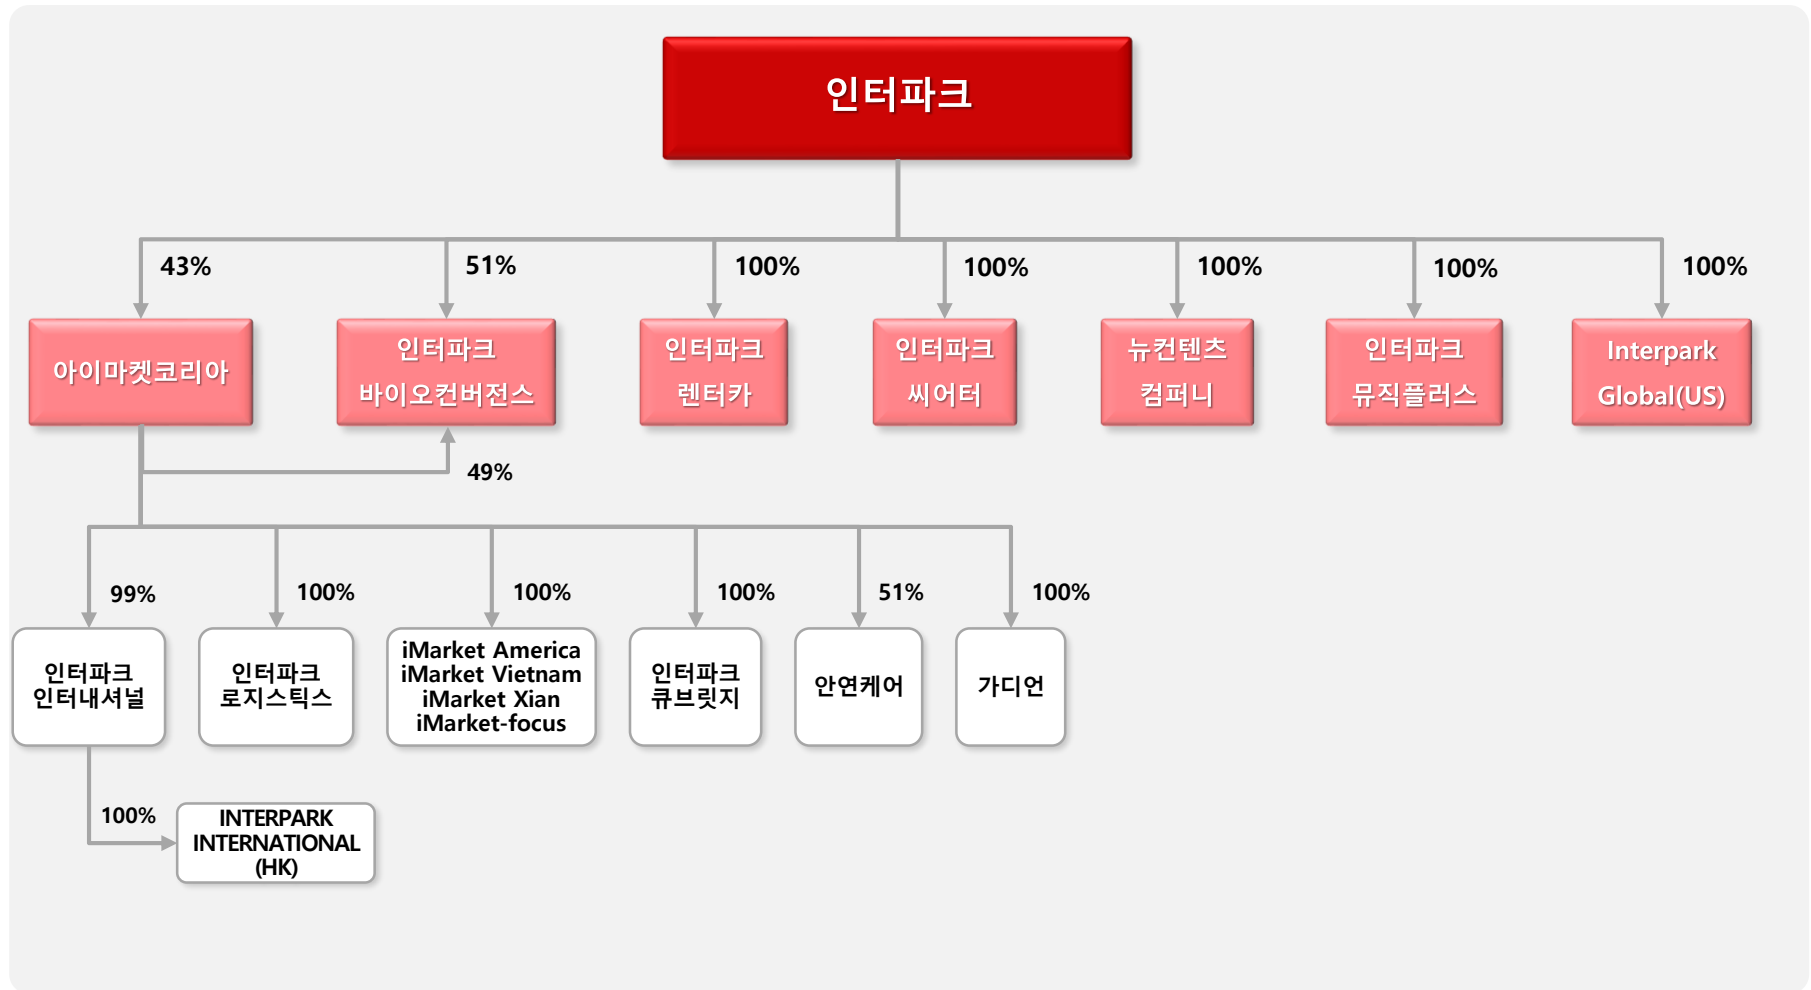 인터파크
43%
51%
100%
100%
100%
100%
100%
아이마켓코리아
인터파크
바이오컨버전스
인터파크
렌터카
인터파크
씨어터
뉴컨텐츠
컴퍼니
인터파크
뮤직플러스
Interpark
Global(US)
49%
99%
100%
100%
100%
51%
100%
인터파크
인터내셔널
인터파크
로지스틱스
iMarket America
iMarket Vietnam
iMarket Xian
iMarket-focus
인터파크
큐브릿지
안연케어
가디언
100%
INTERPARK
INTERNATIONAL
(HK)